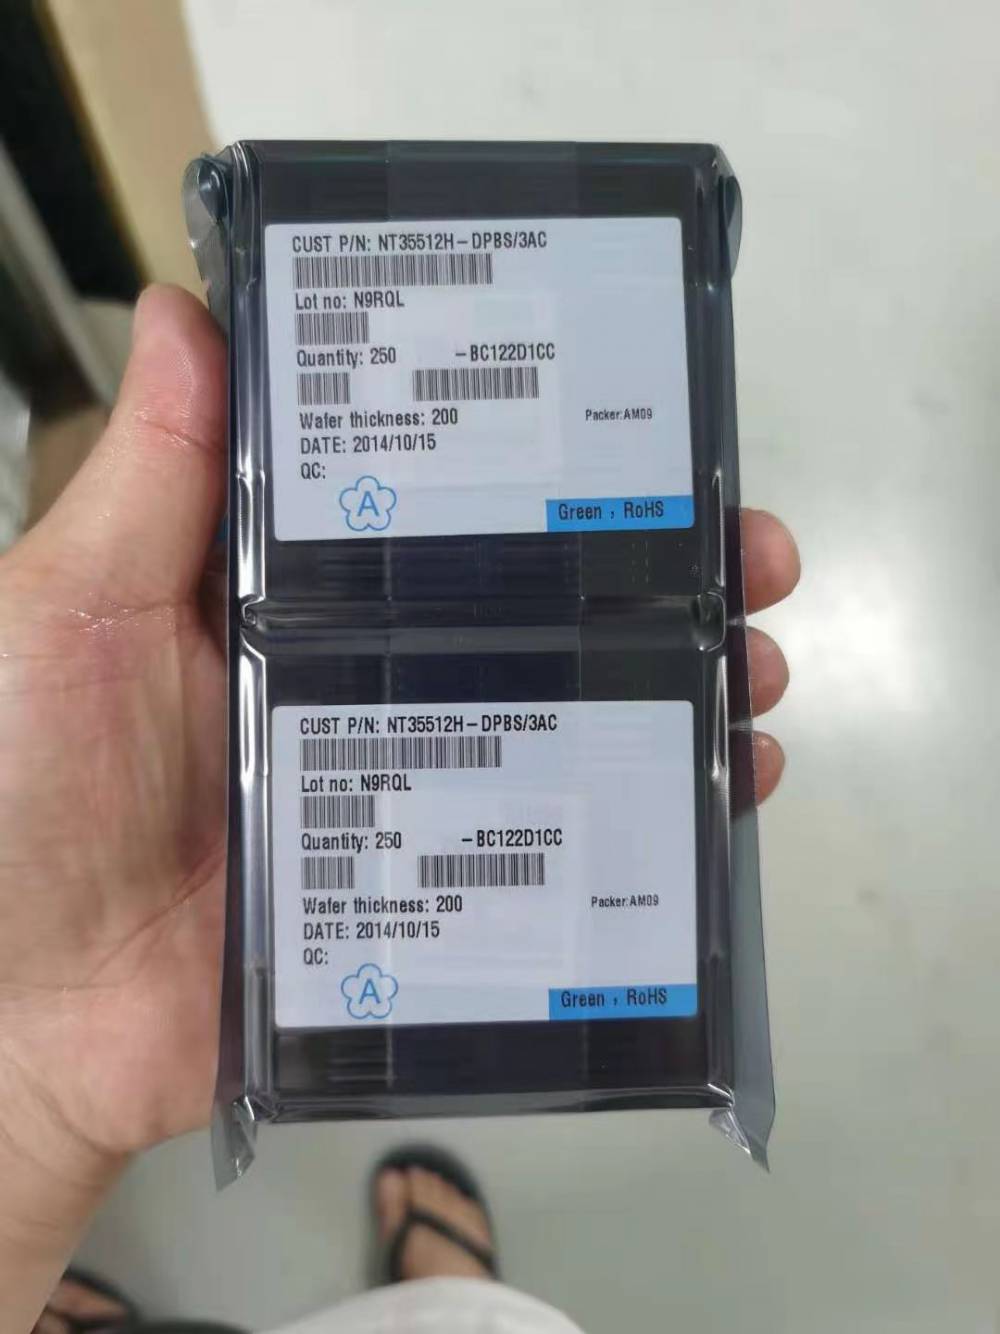 CUST P/N: NT35512H-DPBS/3AC
Lot no: N9RQL
Quantity: 250 -BC122D1CC
Wafer thickness: 200
Packer:AM09
DATE: 2014/10/15
QC:
A
Green , RoHS
CUST P/N: NT35512H-DPBS/3AC
Lot no: N9RQL
Quantity: 250 -BC122D1CC
Wafer thickness: 200
Packer:AM09
DATE: 2014/10/15
QC:
A
Green , RoHS